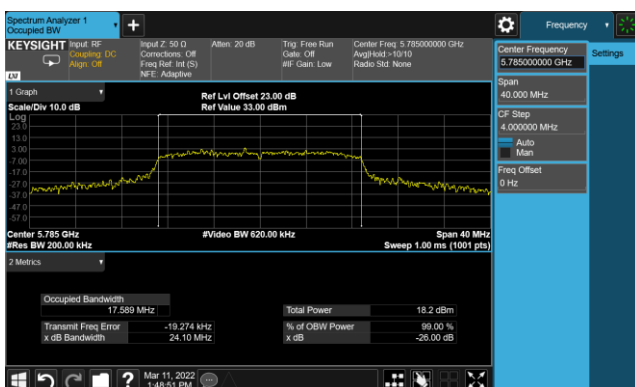 Spectrum Analyzer 1
Occupied BW
+
Frequency
KEYSIGHT
Input: RF
Coupling: DC
Align: Off
Input Z: 50 Ω
Corrections: Off
Freq Ref: Int (S)
NFE: Adaptive
Atten: 20 dB
Trig: Free Run
Gate: Off
#IF Gain: Low
Center Freq: 5.785000000 GHz
Avg|Hold:>10/10
Radio Std: None
LXI
Center Frequency
5.785000000 GHz
Settings
Span
40.000 MHz
CF Step
4.000000 MHz
Auto
Man
Freq Offset
0 Hz
1 Graph
Scale/Div 10.0 dB
Ref Lvl Offset 23.00 dB
Ref Value 33.00 dBm
Log
23.0
13.0
3.00
-7.00
-17.0
-27.0
-37.0
-47.0
-57.0
Center 5.785 GHz
#Res BW 200.00 kHz
#Video BW 620.00 kHz
Span 40 MHz
Sweep 1.00 ms (1001 pts)
2 Metrics
Occupied Bandwidth
17.589 MHz
Total Power 18.2 dBm
Transmit Freq Error -19.274 kHz
% of OBW Power 99.00 %
x dB Bandwidth 24.10 MHz
x dB -26.00 dB
?
Mar 11, 2022
1:48:51 PM